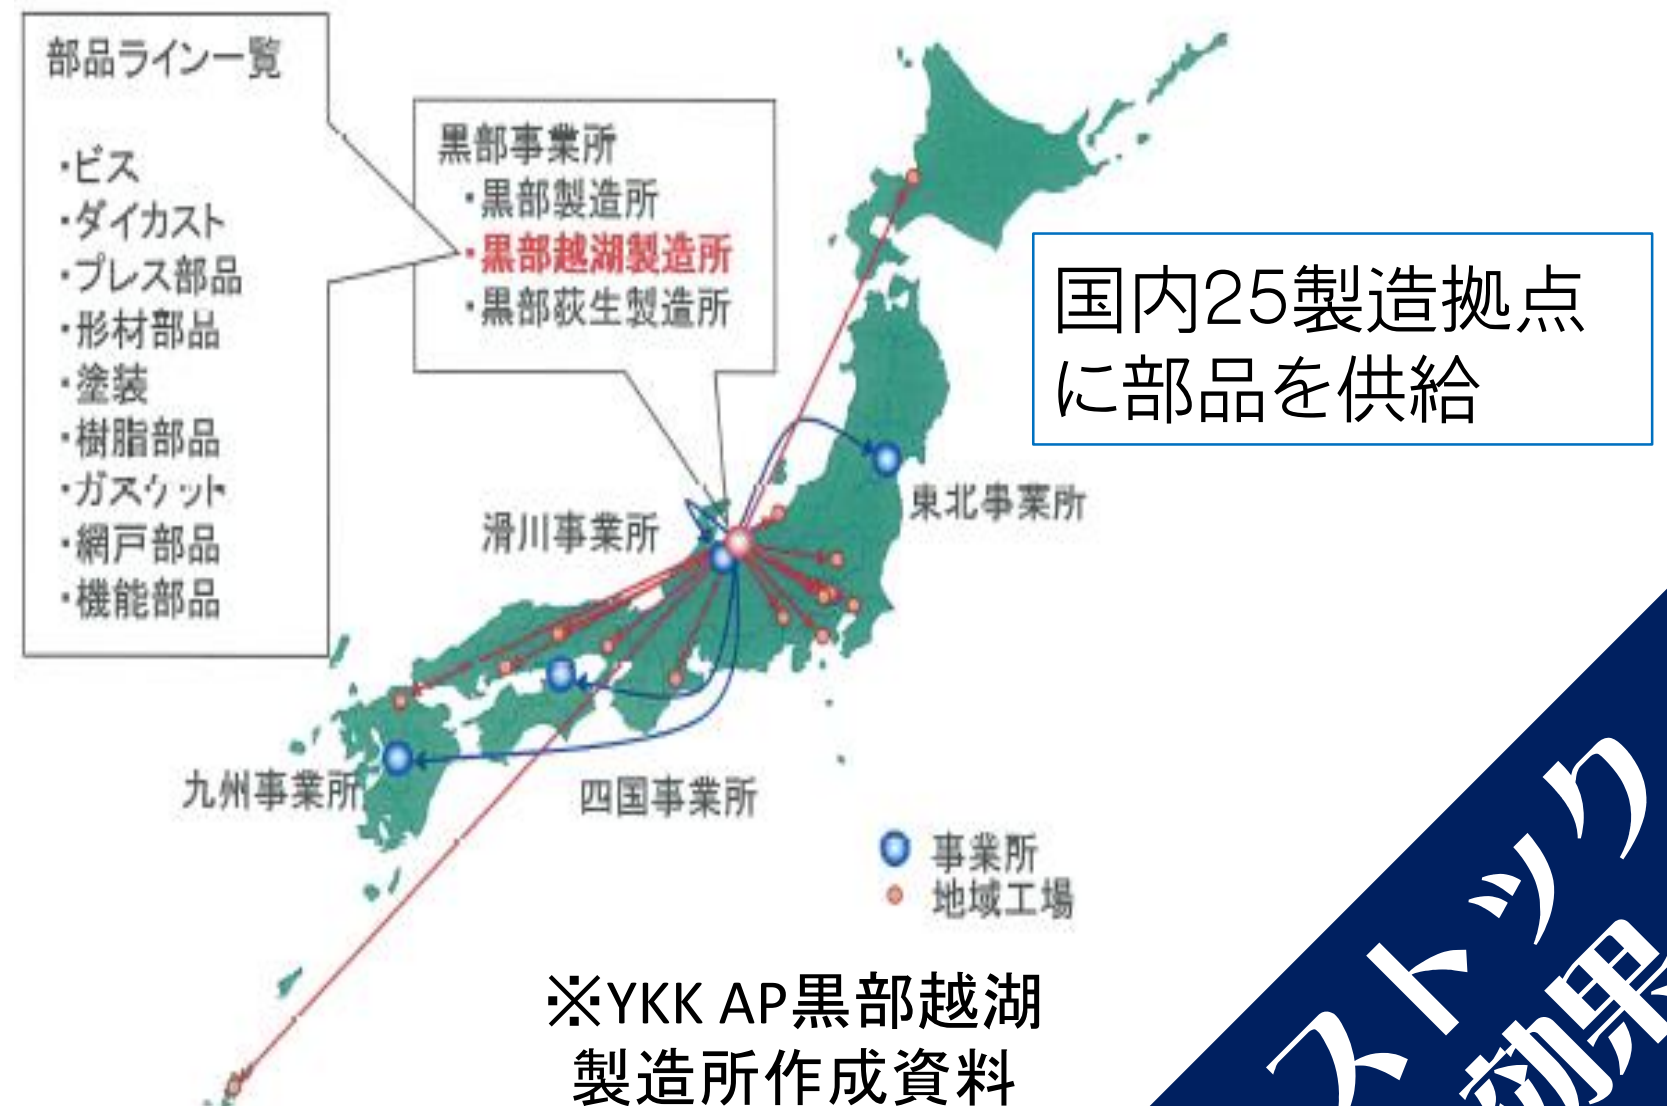 部品ライン一覧
・ビス
・ダイカスト
・プレス部品
・形材部品
・塗装
・樹脂部品
・ガスケット
・網戸部品
・機能部品
黒部事業所
・黒部製造所
・黒部越湖製造所
・黒部荻生製造所
国内25製造拠点
に部品を供給
東北事業所
滑川事業所
九州事業所
四国事業所
事業所
地域工場
※YKK AP黒部越湖
製造所作成資料
ストック
効果